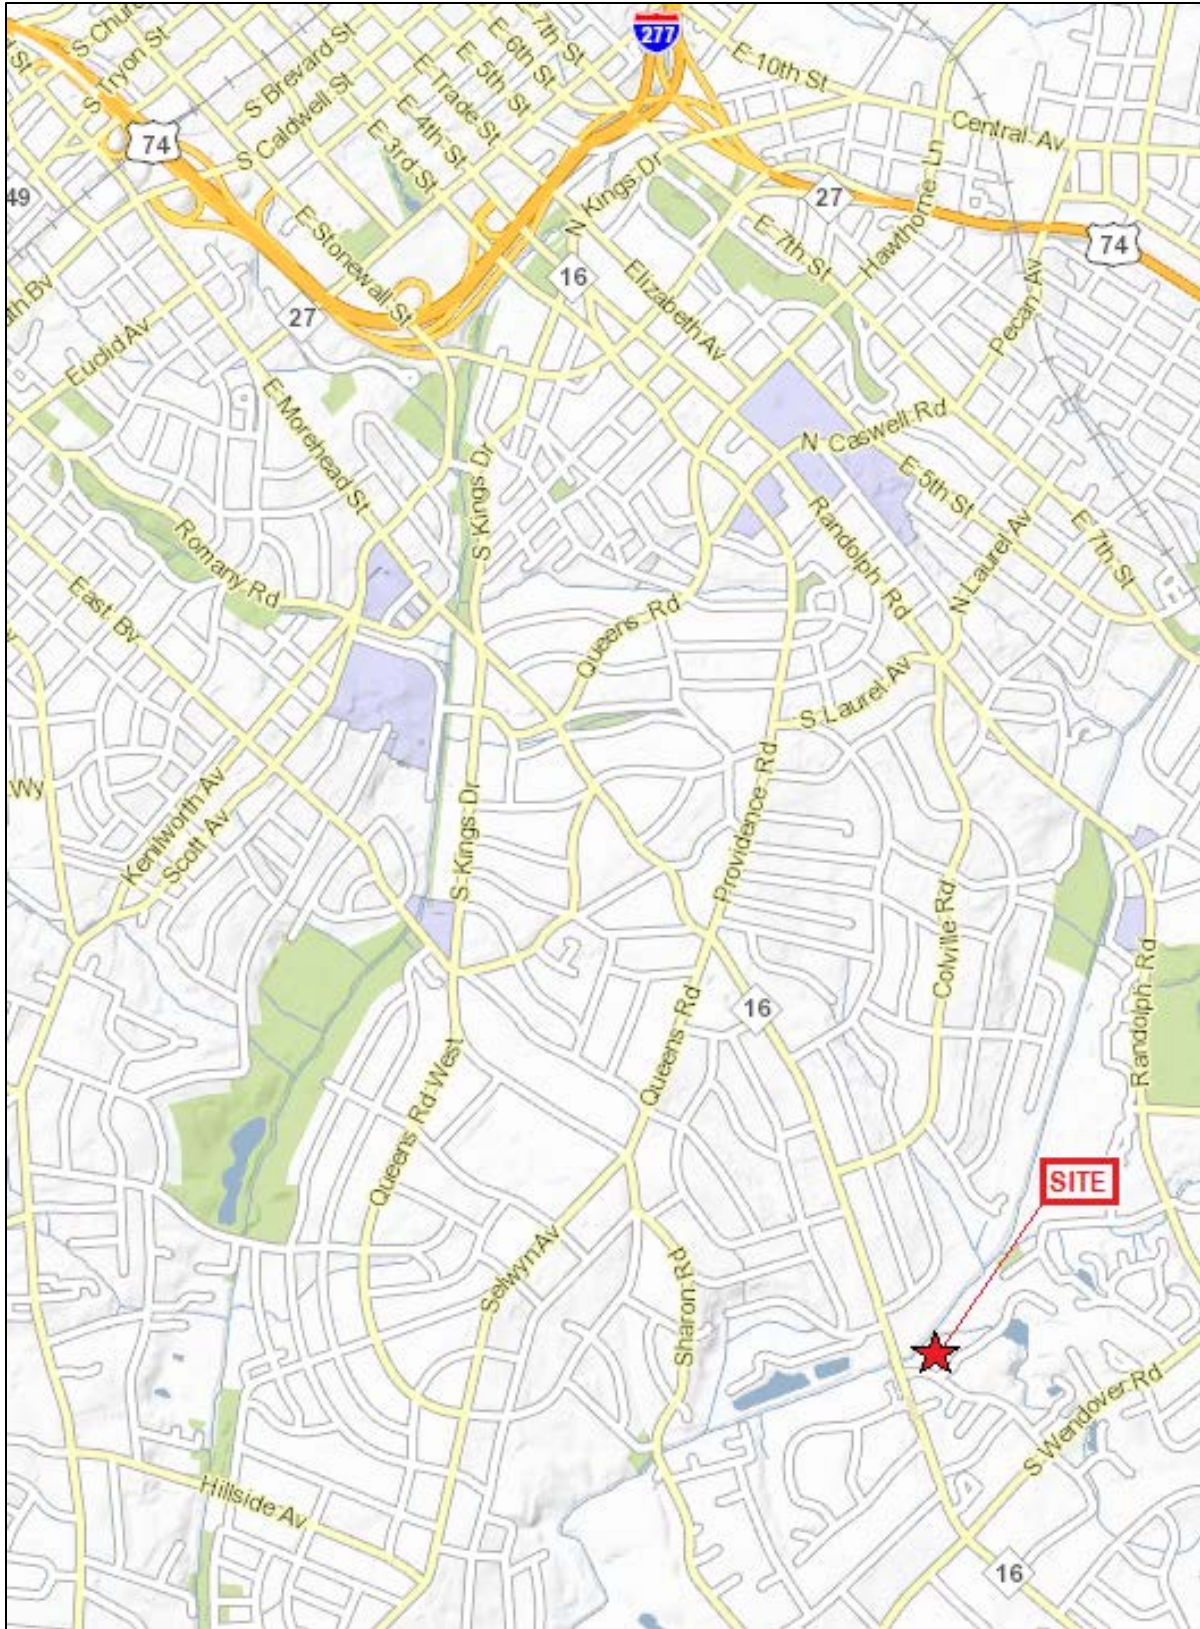 S Tryon St
S Brevard St
S Caldwell St
E 7th St
E 6th St
E 5th St
E Trade St
E 4th St
E 3rd St
277
E 10th St
Central Av
74
49
27
Hawthorne Ln
N Kings Dr
E 7th St
74
E Stonewall St
16
Elizabeth Av
Pecan Av
27
Euclid Av
E Morehead St
N Caswell Rd
S Kings Dr
E 5th St
Randolph Rd
E 7th St
N Laurel Av
Romany Rd
East Bv
Queens Rd
S Laurel Av
Wy
Kenilworth Av
Scott Av
S Kings Dr
Providence Rd
Colville Rd
Randolph Rd
16
Queens Rd
Queens Rd West
SITE
Selwyn Av
Sharon Rd
S Wendover Rd
Hillside Av
16